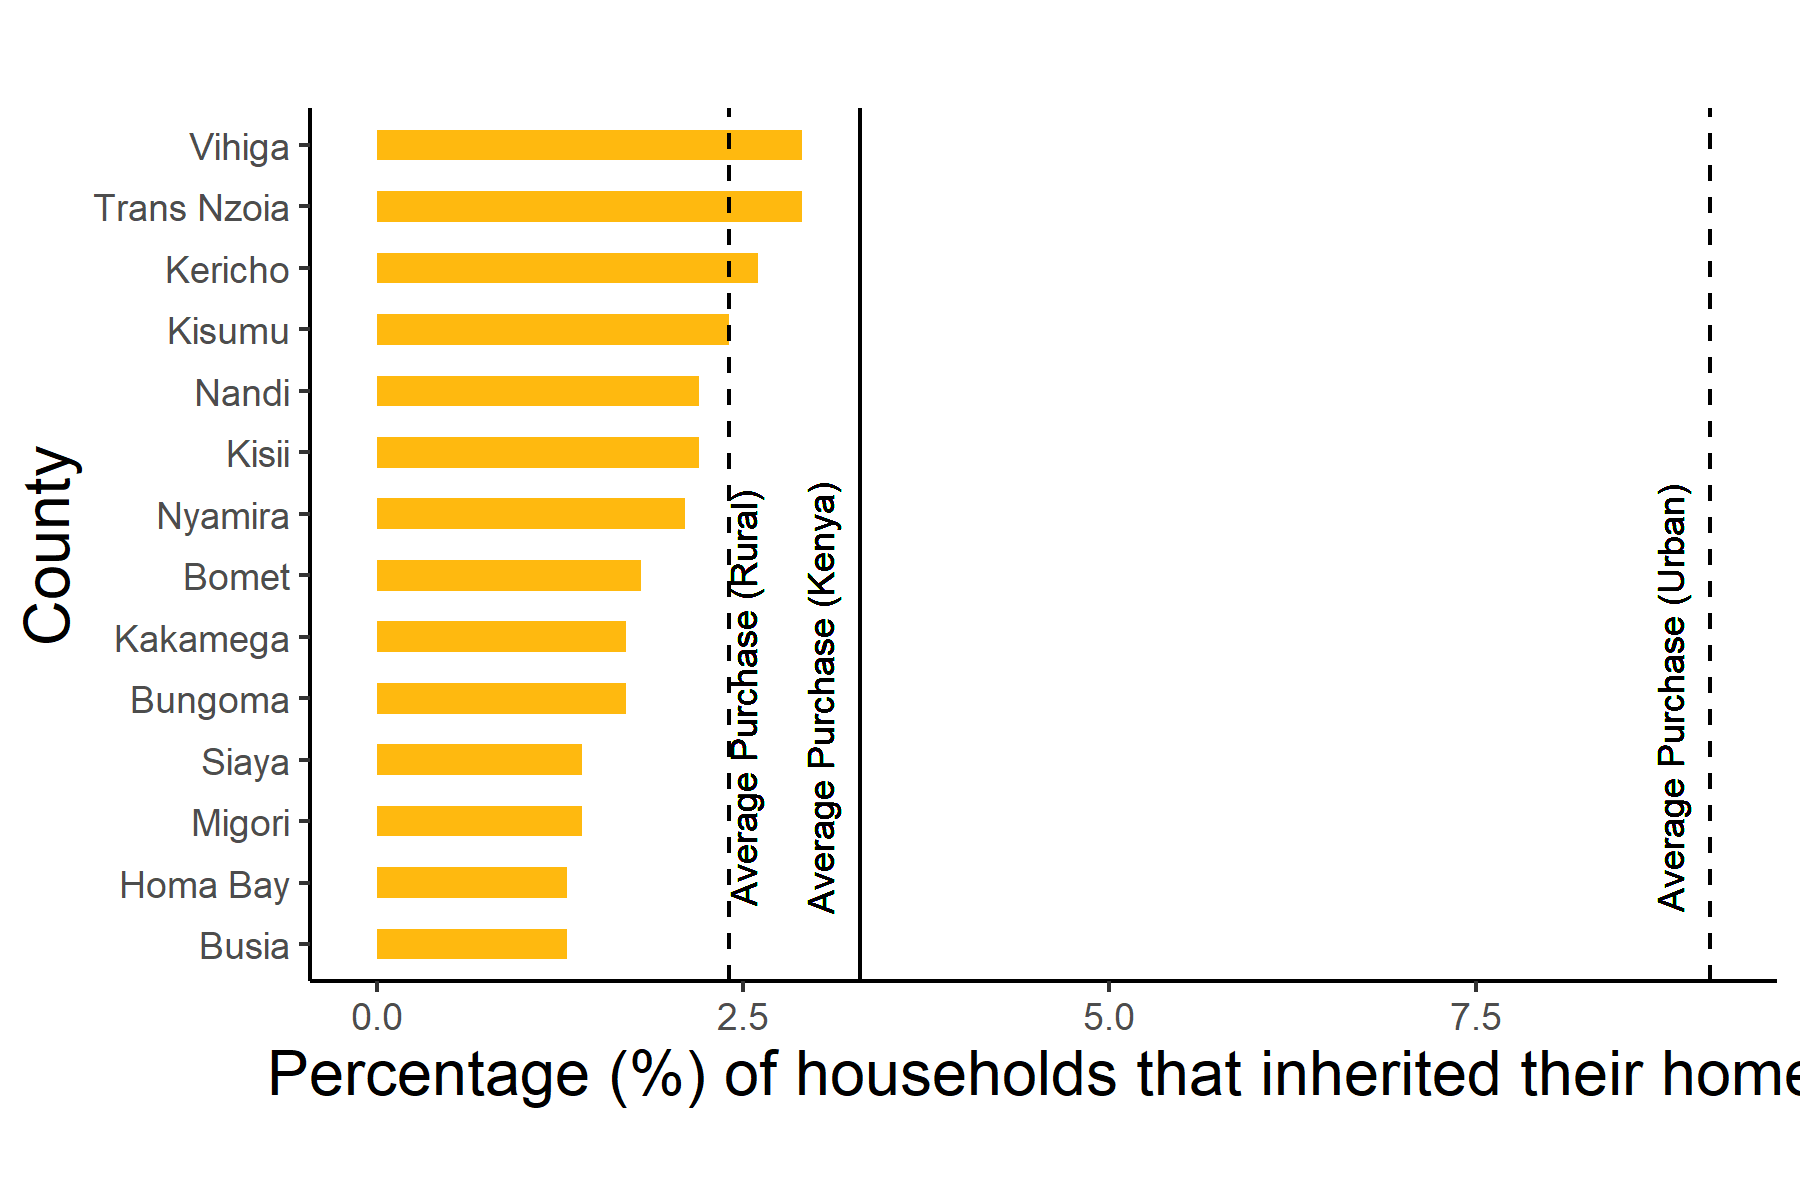 County
Vihiga
Trans Nzoia
Kericho
Kisumu
Nandi
Kisii
Nyamira
Bomet
Kakamega
Bungoma
Siaya
Migori
Homa Bay
Busia
Average Purchase (Rural)
Average Purchase (Kenya)
Average Purchase (Urban)
0.0 2.5 5.0 7.5
Percentage (%) of households that inherited their home